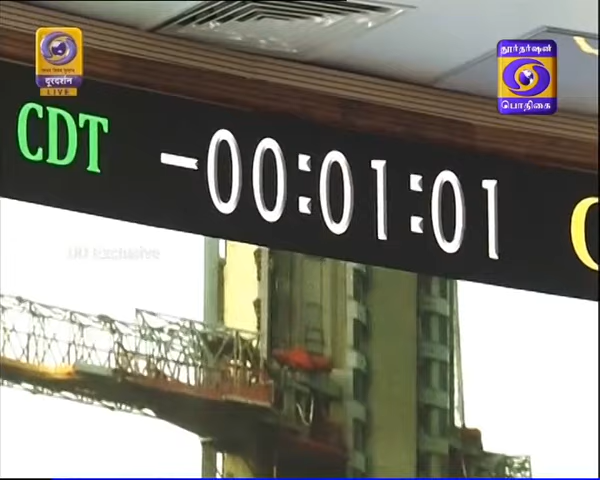 दूरदर्शन
LIVE
தூர்தர்ஷன்
பொதிகை
CDT -00:01:01
DD Exclusive